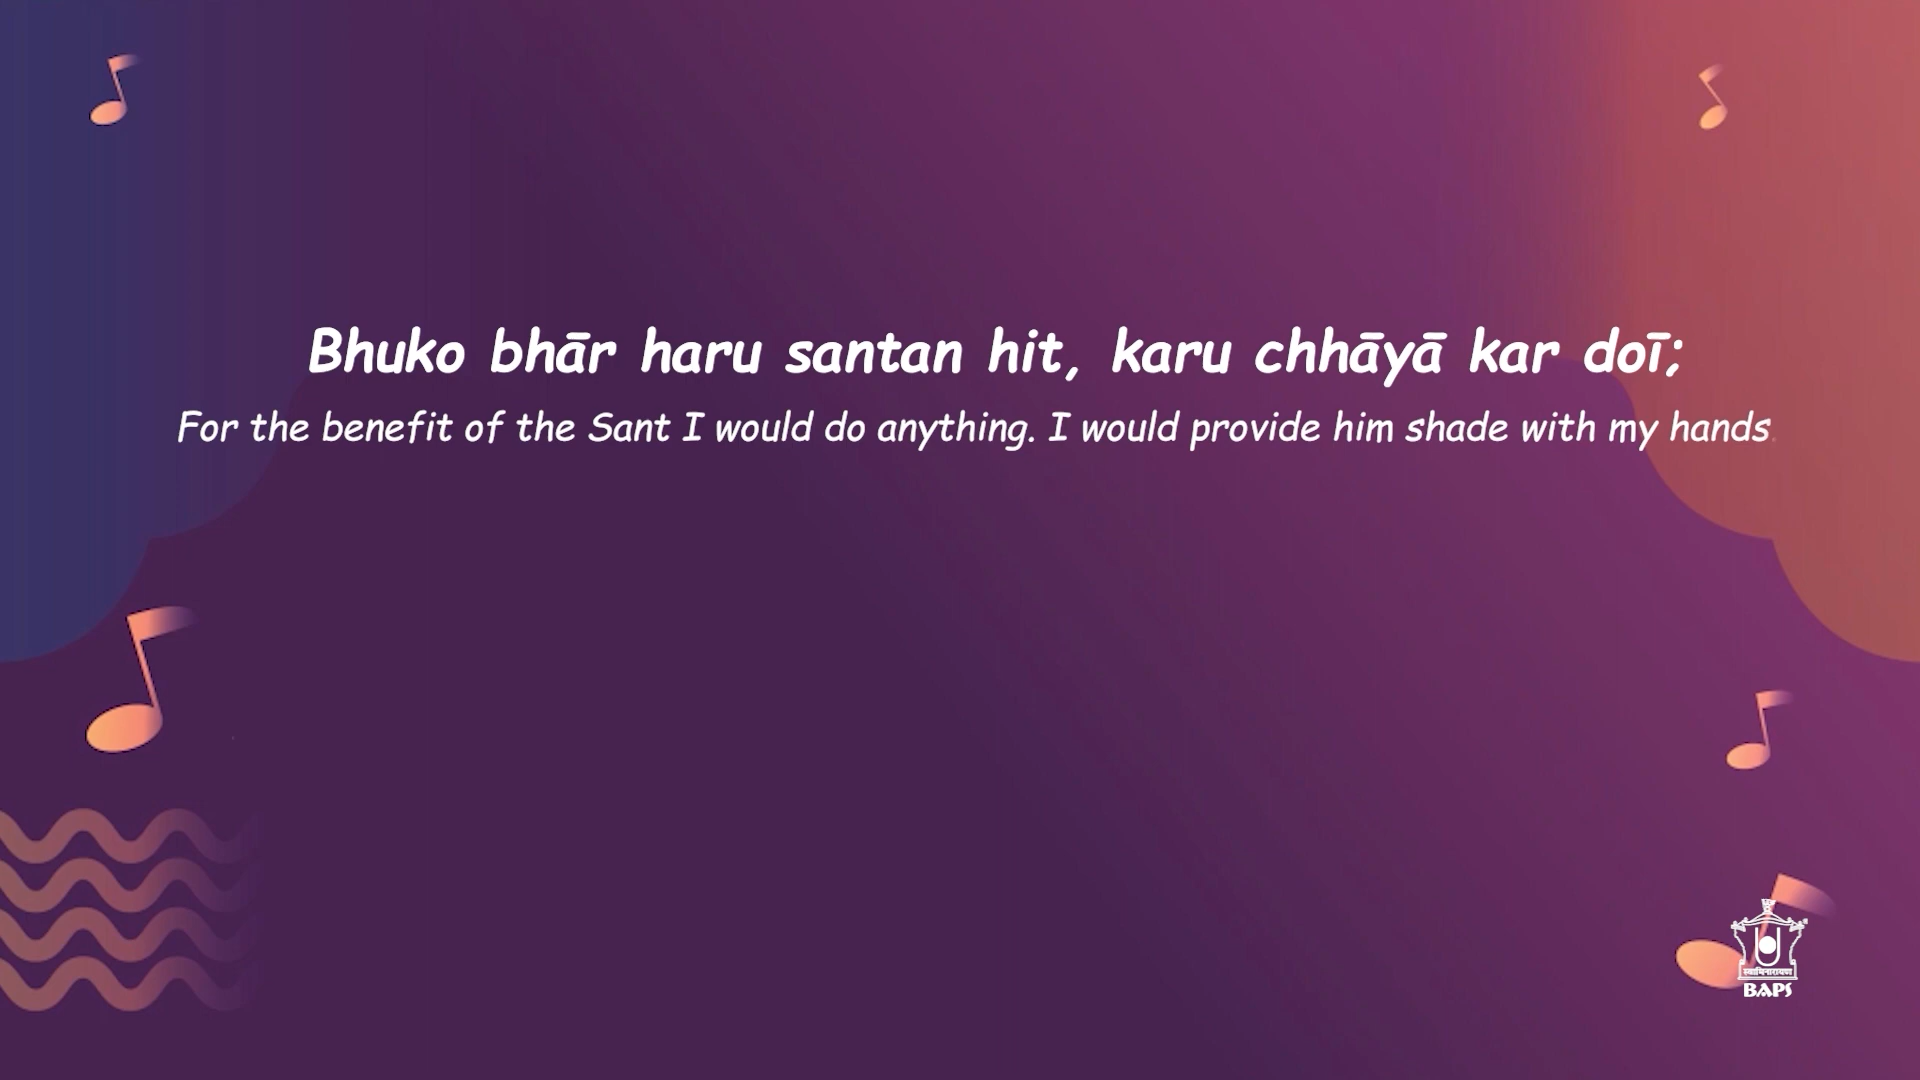 Bhuko bhār haru santan hit, karu chhāyā kar doī;
For the benefit of the Sant I would do anything. I would provide him shade with my hands.
स्वामिनारायण
BAPS